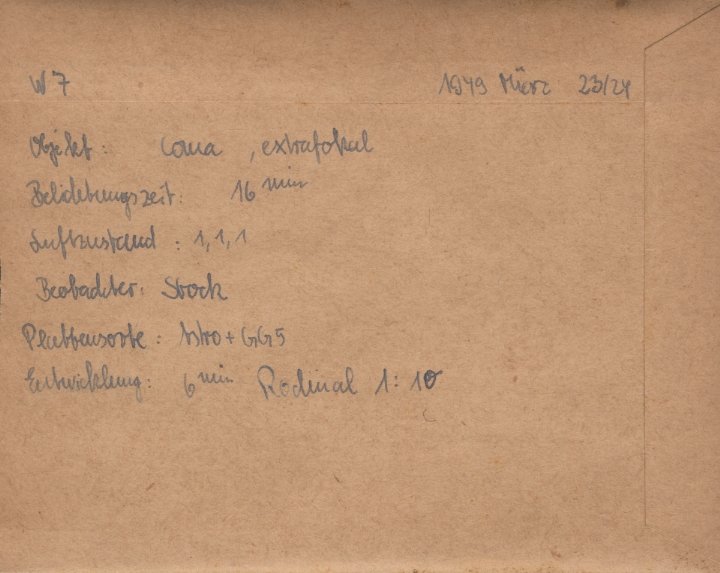 W 7 1949 März 23/24
Objekt: Coma, extrafokal
Belichtungszeit: 16 min
Luftzustand: 1,1,1
Beobachter: Stock
Plattensorte: Astro + GG5
Entwicklung: 6 min Rodinal 1:10